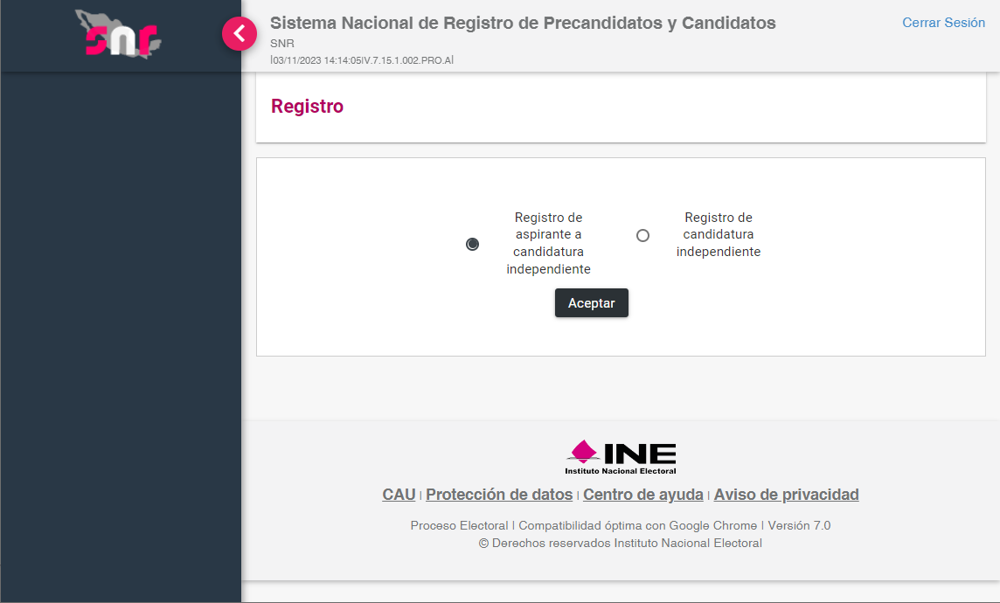 snr
Sistema Nacional de Registro de Precandidatos y Candidatos
Cerrar Sesión
SNR
|03/11/2023 14:14:05|V.7.15.1.002.PRO.A|
Registro
Registro de
aspirante a
candidatura
independiente
Registro de
candidatura
independiente
Aceptar
INE
Instituto Nacional Electoral
CAU | Protección de datos | Centro de ayuda | Aviso de privacidad
Proceso Electoral | Compatibilidad óptima con Google Chrome | Versión 7.0
© Derechos reservados Instituto Nacional Electoral